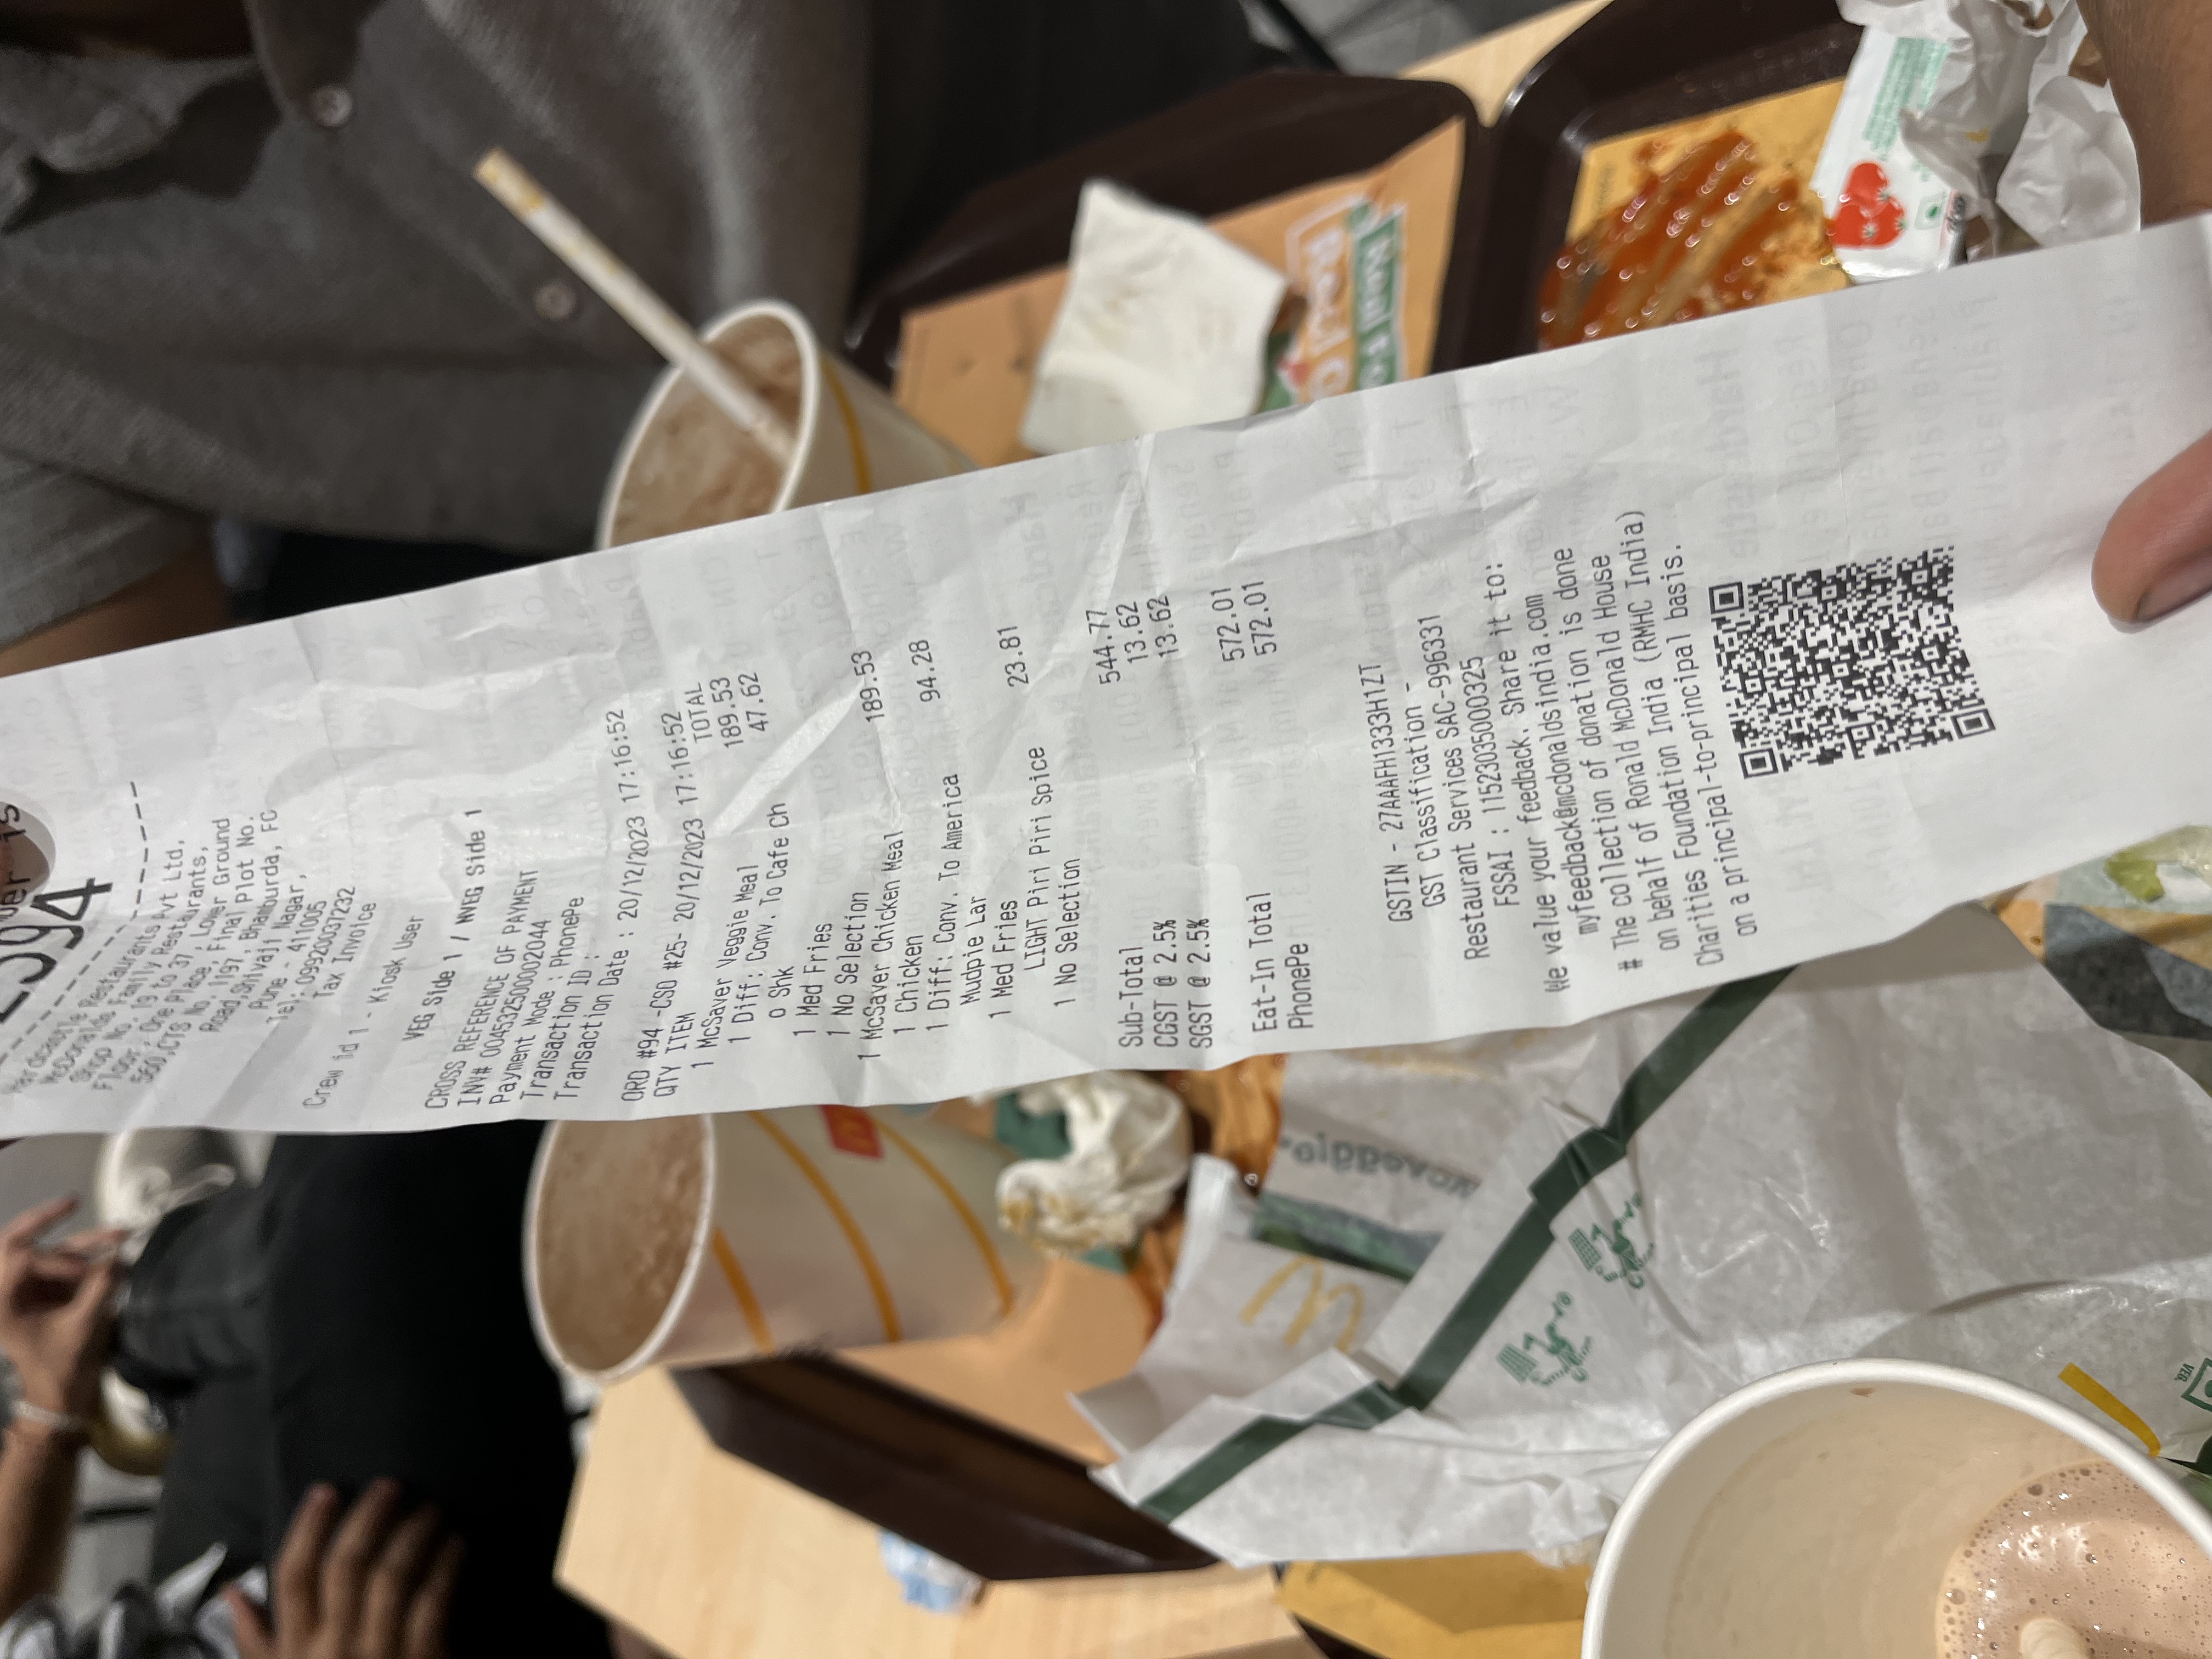 ber is
2594
Hardcastle Restaurants Pvt Ltd,
McDonalds Family Restaurants,
Shop No. 19 to 37, Lower Ground
Floor, One Place, Final Plot No.
560,CTS No. 1197, Bhamburda, FC
Road,Shivaji Nagar,
Pune - 411005
Tel: 09920037232
Tax Invoice
Crew id 1 - Kiosk User
VEG Side 1 / NVEG Side 1
CROSS REFERENCE OF PAYMENT
INV# 004532500002044
Payment Mode : PhonePe
Transaction ID :
Transaction Date : 20/12/2023 17:16:52
ORD #94 -CSO #25- 20/12/2023 17:16:52
QTY ITEM TOTAL
1 McSaver Veggie Meal 189.53
1 Diff: Conv. To Cafe Ch 47.62
o Shk
1 Med Fries
1 No Selection
1 McSaver Chicken Meal 189.53
1 Chicken
1 Diff: Conv. To America 94.28
Mudpie Lar
1 Med Fries
LIGHT Piri Piri Spice 23.81
1 No Selection
Sub-Total 544.77
CGST @ 2.5% 13.62
SGST @ 2.5% 13.62
Eat-In Total 572.01
PhonePe 572.01
GSTIN - 27AAAFH1333H1ZT
GST Classification -
Restaurant Services SAC-996331
FSSAI : 11523035000325
We value your feedback. Share it to:
myfeedback@mcdonaldsindia.com
# The collection of donation is done
on behalf of Ronald McDonald House
Charities Foundation India (RMHC India)
on a principal-to-principal basis.
Real
VEG.